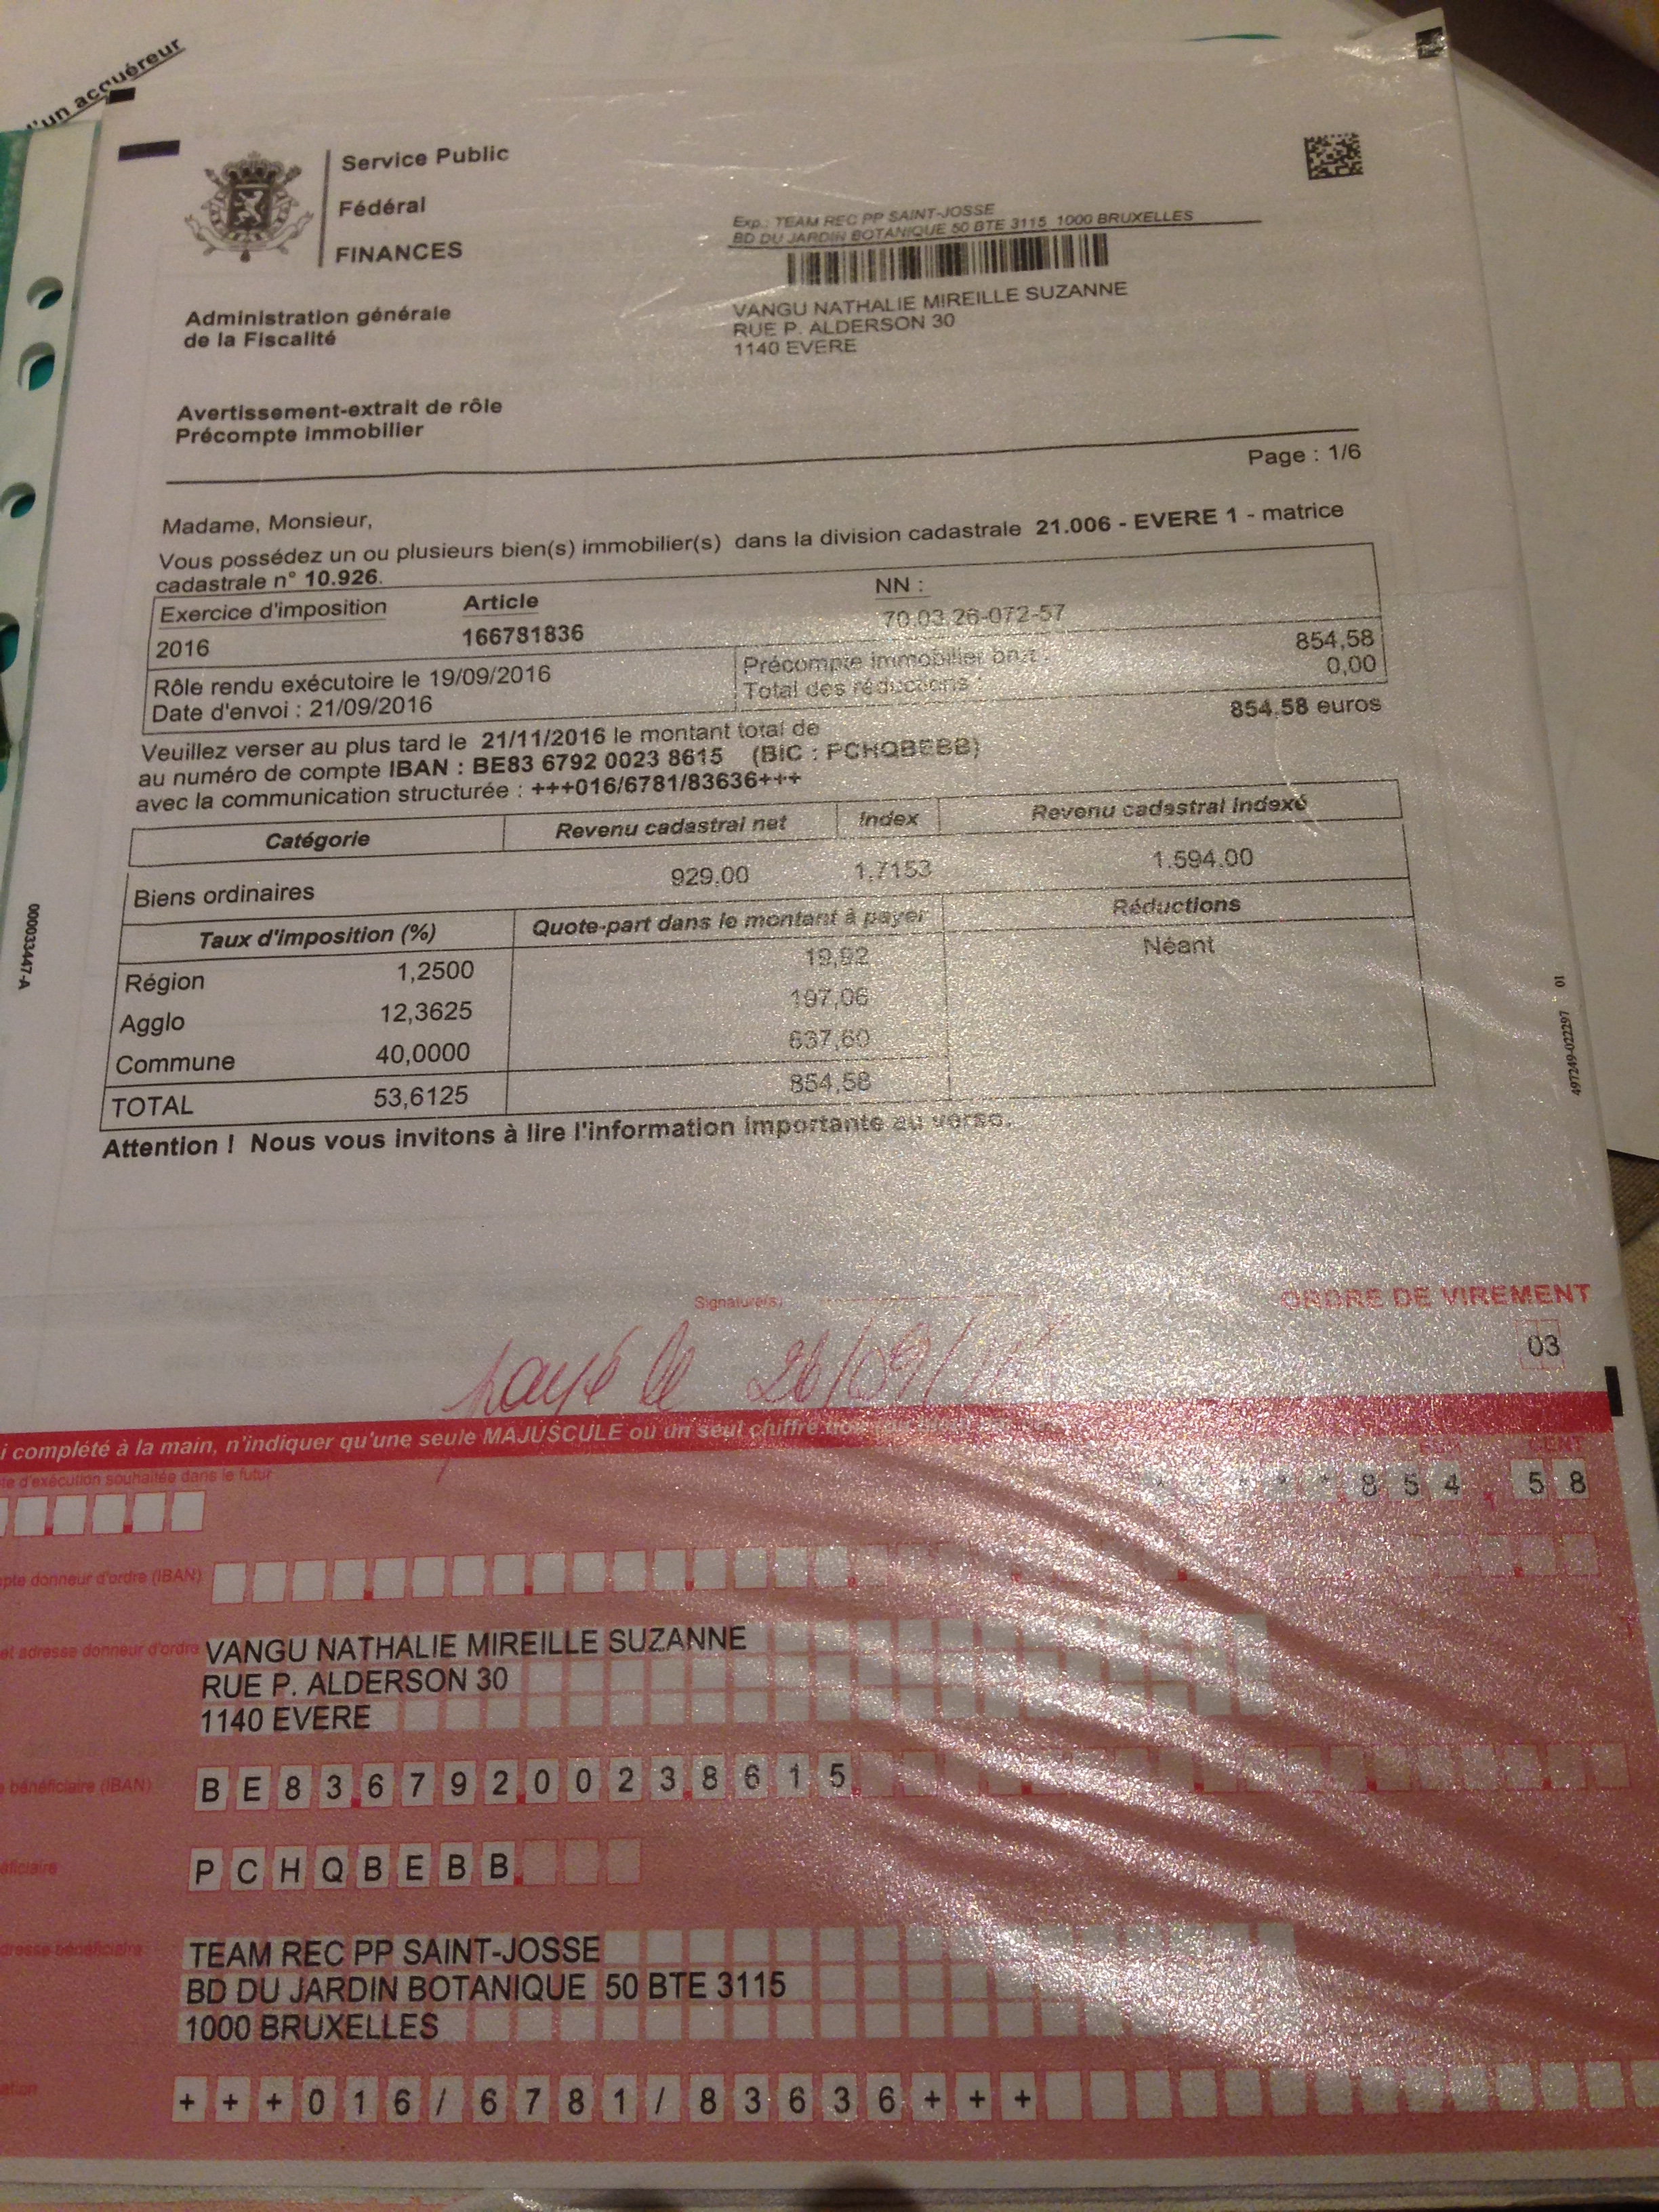 l'un acquéreur
Service Public
Fédéral
FINANCES
Exp.: TEAM REC PP SAINT-JOSSE
BD DU JARDIN BOTANIQUE 50 BTE 3115 1000 BRUXELLES
Administration générale
de la Fiscalité
VANGU NATHALIE MIREILLE SUZANNE
RUE P. ALDERSON 30
1140 EVERE
Avertissement-extrait de rôle
Précompte immobilier
Page : 1/6
Madame, Monsieur,
Vous possédez un ou plusieurs bien(s) immobilier(s) dans la division cadastrale 21.006 - EVERE 1 - matrice
cadastrale n° 10.926.
Exercice d'imposition Article NN :
2016 166781836 70.03.26-072-57
Rôle rendu exécutoire le 19/09/2016 Précompte immobilier brut : 854,58
Date d'envoi : 21/09/2016 Total des réductions : 0,00
Veuillez verser au plus tard le 21/11/2016 le montant total de 854,58 euros
au numéro de compte IBAN : BE83 6792 0023 8615 (BIC : PCHQBEBB)
avec la communication structurée : +++016/6781/83636+++
Catégorie Revenu cadastral net Index Revenu cadastral indexé
Biens ordinaires 929,00 1,7153 1.594,00
Taux d'imposition (%) Quote-part dans le montant à payer Réductions
Région 1,2500 19,92 Néant
Agglo 12,3625 197,06
Commune 40,0000 637,60
TOTAL 53,6125 854,58
Attention ! Nous vous invitons à lire l'information importante au verso.
000033447-A
497249-022297 01
Signature(s)
ORDRE DE VIREMENT
03
payé le 26/09/
i complété à la main, n'indiquer qu'une seule MAJUSCULE ou un seul chiffre
te d'exécution souhaitée dans le futur
EUR CENT
854 58
pte donneur d'ordre (IBAN)
et adresse donneur d'ordre
VANGU NATHALIE MIREILLE SUZANNE
RUE P. ALDERSON 30
1140 EVERE
bénéficiaire (IBAN)
BE83.6792.0023.8615
éficiaire
PCHQBEBB
dresse bénéficiaire
TEAM REC PP SAINT-JOSSE
BD DU JARDIN BOTANIQUE 50 BTE 3115
1000 BRUXELLES
ation
+++016/6781/83636+++